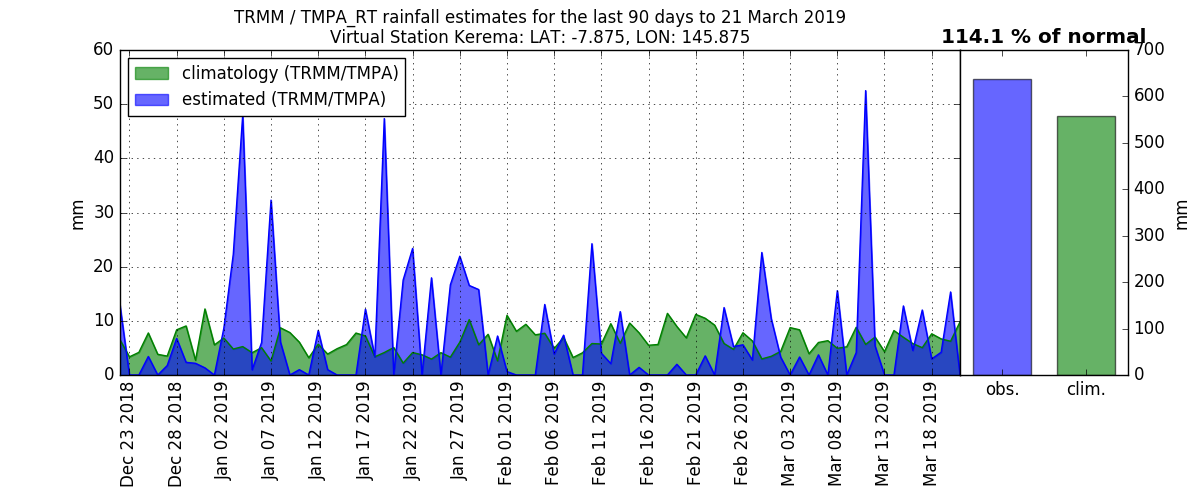 TRMM / TMPA_RT rainfall estimates for the last 90 days to 21 March 2019
Virtual Station Kerema: LAT: -7.875, LON: 145.875
114.1 % of normal
climatology (TRMM/TMPA)
estimated (TRMM/TMPA)
60
50
40
30
20
10
0
mm
Dec 23 2018
Dec 28 2018
Jan 02 2019
Jan 07 2019
Jan 12 2019
Jan 17 2019
Jan 22 2019
Jan 27 2019
Feb 01 2019
Feb 06 2019
Feb 11 2019
Feb 16 2019
Feb 21 2019
Feb 26 2019
Mar 03 2019
Mar 08 2019
Mar 13 2019
Mar 18 2019
obs.
clim.
700
600
500
400
300
200
100
0
mm